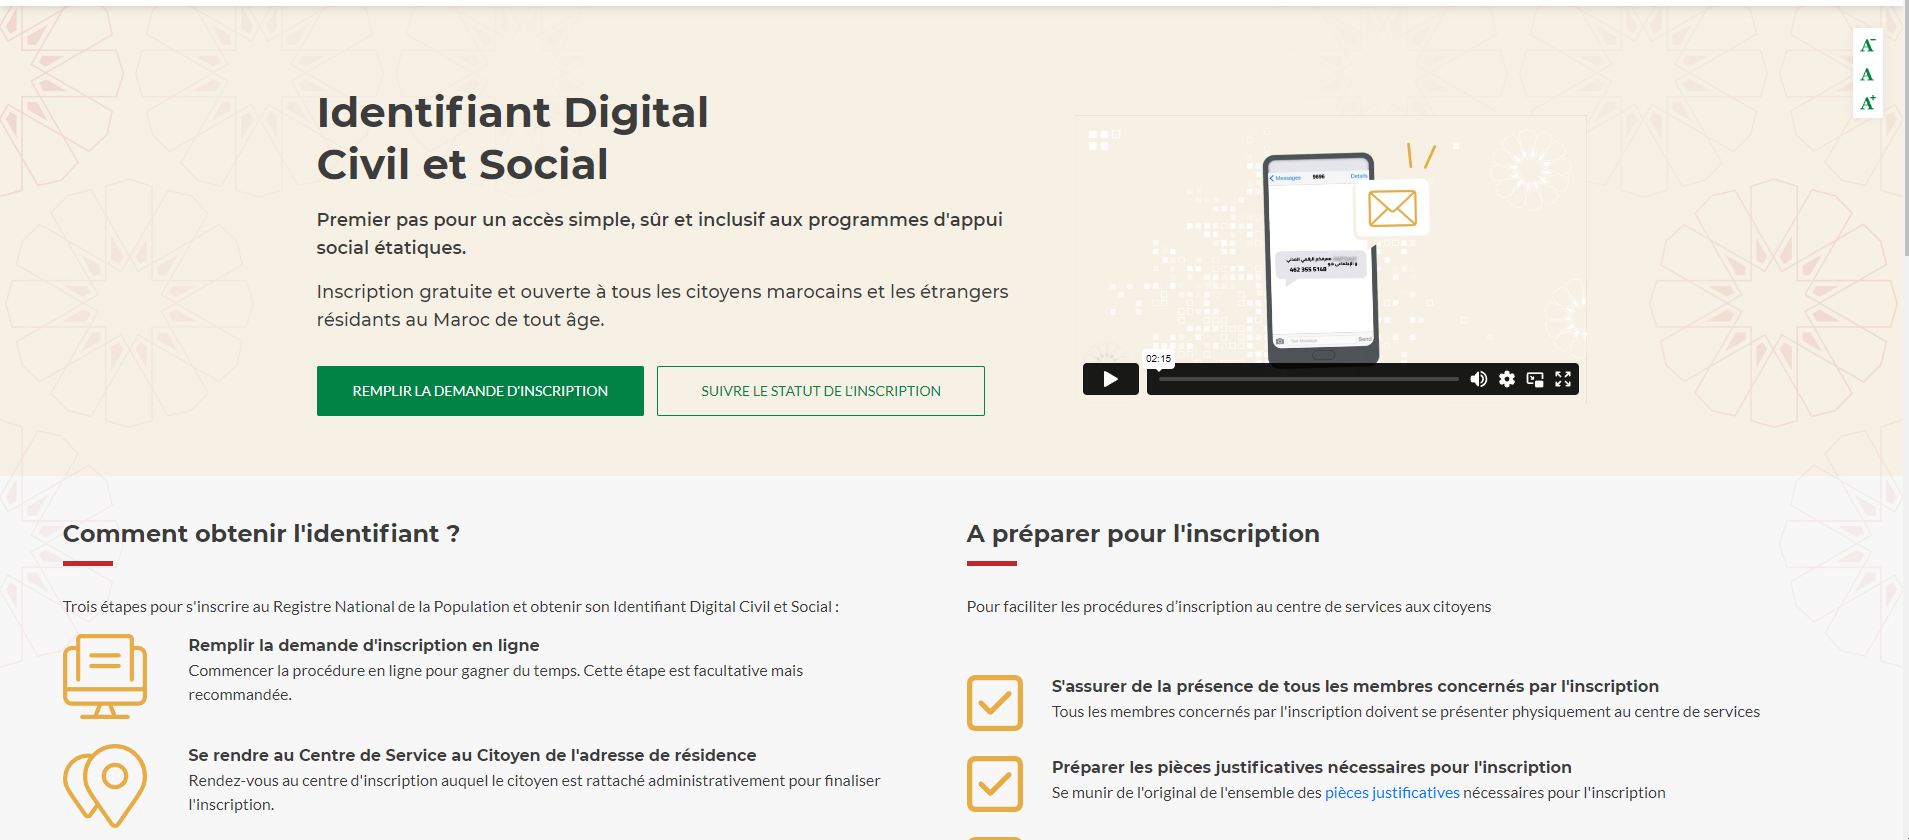 A-
A
A+
Identifiant Digital
Civil et Social
Premier pas pour un accès simple, sûr et inclusif aux programmes d'appui
social étatiques.
Inscription gratuite et ouverte à tous les citoyens marocains et les étrangers
résidants au Maroc de tout âge.
REMPLIR LA DEMANDE D'INSCRIPTION
SUIVRE LE STATUT DE L'INSCRIPTION
Messages 9696 Details
معرفكم الرقمي المدني
و الإجتماعي هو
462 355 5148
Text Message Send
02:15
Comment obtenir l'identifiant ?
Trois étapes pour s'inscrire au Registre National de la Population et obtenir son Identifiant Digital Civil et Social :
Remplir la demande d'inscription en ligne
Commencer la procédure en ligne pour gagner du temps. Cette étape est facultative mais
recommandée.
Se rendre au Centre de Service au Citoyen de l'adresse de résidence
Rendez-vous au centre d'inscription auquel le citoyen est rattaché administrativement pour finaliser
l'inscription.
A préparer pour l'inscription
Pour faciliter les procédures d’inscription au centre de services aux citoyens
S'assurer de la présence de tous les membres concernés par l'inscription
Tous les membres concernés par l'inscription doivent se présenter physiquement au centre de services
Préparer les pièces justificatives nécessaires pour l'inscription
Se munir de l'original de l'ensemble des pièces justificatives nécessaires pour l'inscription